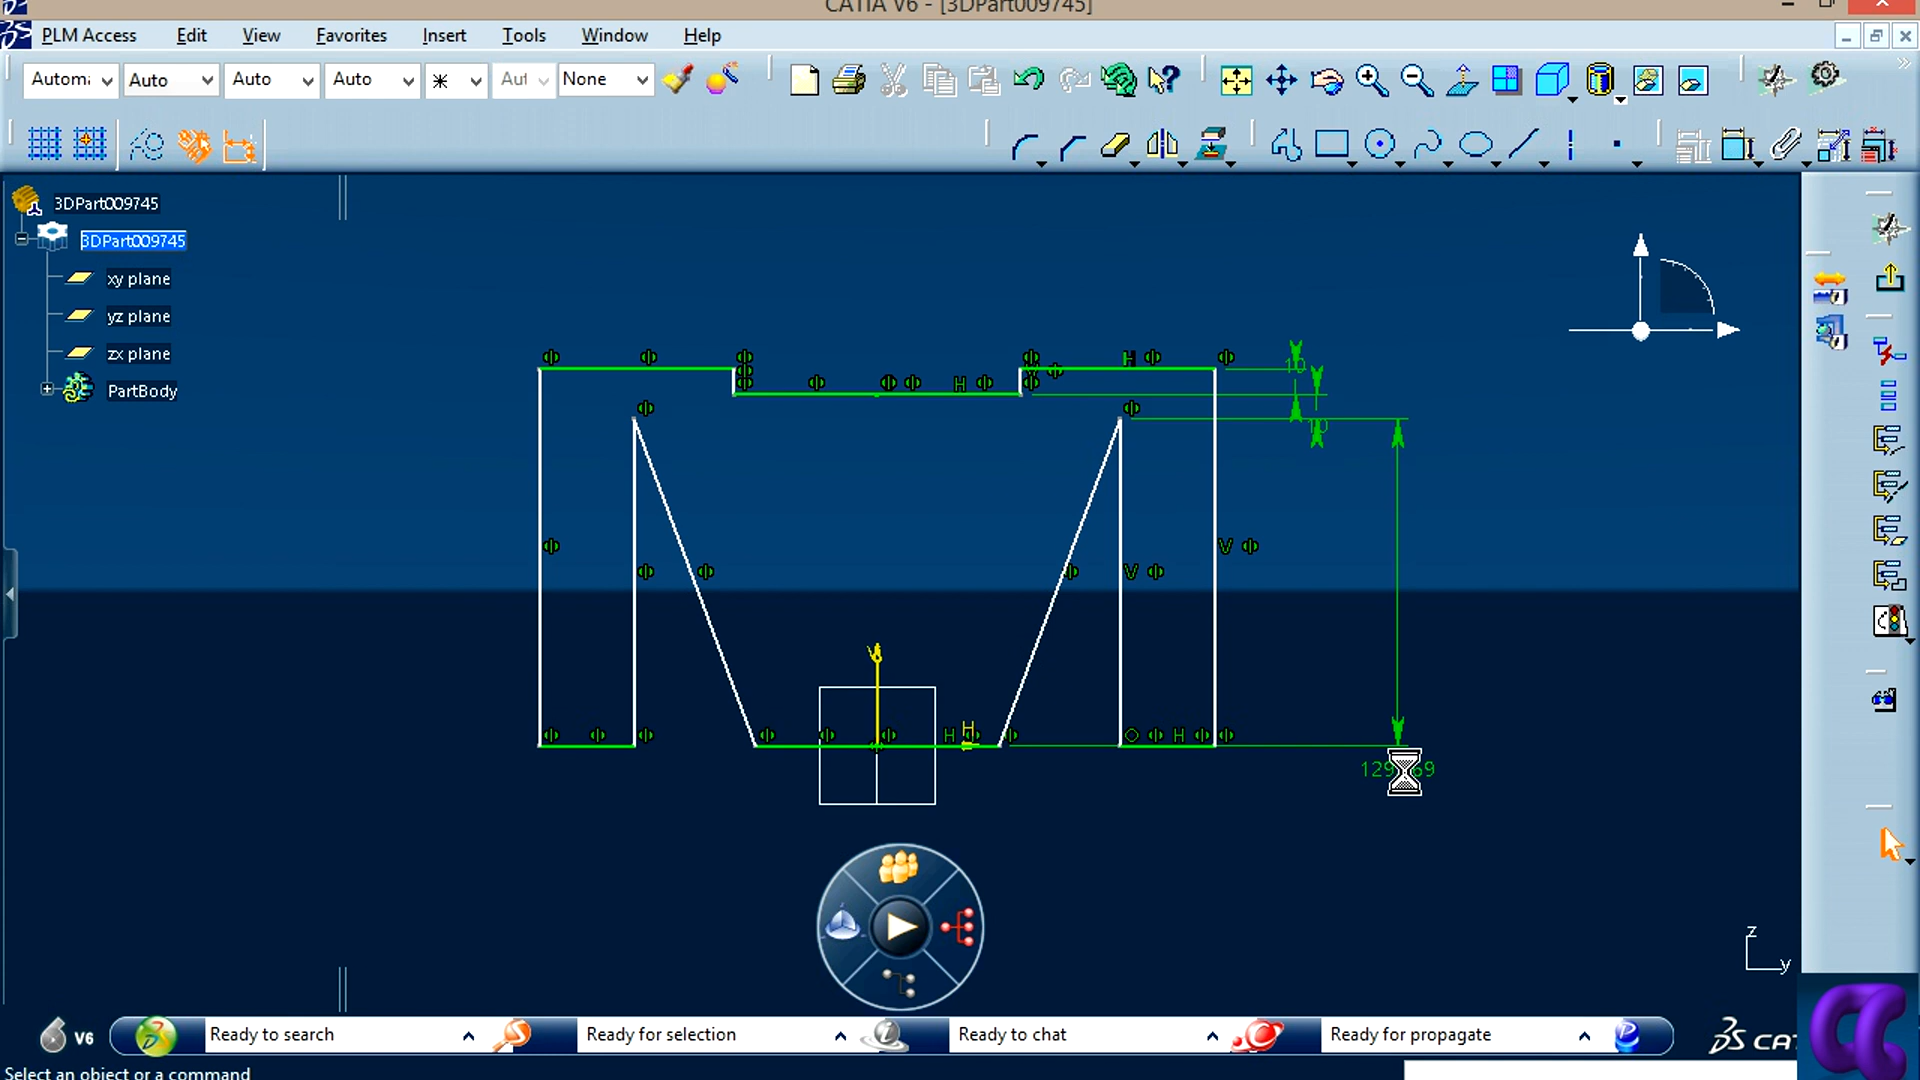 CATIA V6 - [3DPart009745]
PLM Access Edit View Favorites Insert Tools Window Help
Auto Auto Auto None
3DPart009745
3DPart009745
xy plane
yz plane
zx plane
PartBody
10
10
H
H
V
V V
V
H H H
z
y
V6 Ready to search Ready for selection Ready to chat Ready for propagate
Select an object or a command